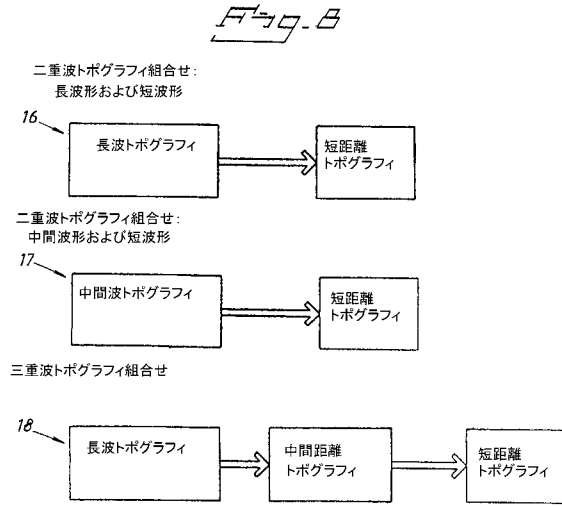 Fig. 8
二重波トポグラフィ組合せ:
長波形および短波形
16
長波トポグラフィ
短距離
トポグラフィ
二重波トポグラフィ組合せ:
中間波形および短波形
17
中間波トポグラフィ
短距離
トポグラフィ
三重波トポグラフィ組合せ
18
長波トポグラフィ
中間距離
トポグラフィ
短距離
トポグラフィ